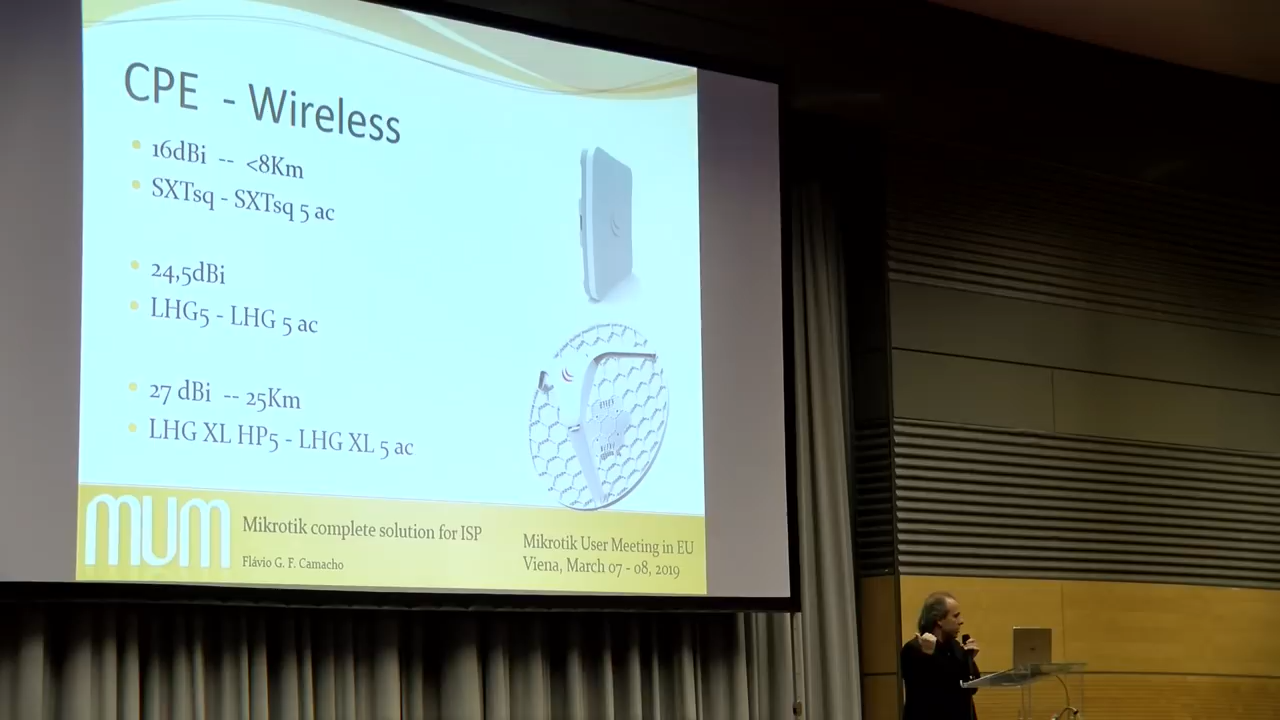 CPE - Wireless
16dBi -- <8Km
SXTsq - SXTsq 5 ac
24,5dBi
LHG5 - LHG 5 ac
27 dBi -- 25Km
LHG XL HP5 - LHG XL 5 ac
MUM
Mikrotik complete solution for ISP
Flávio G. F. Camacho
Mikrotik User Meeting in EU
Viena, March 07 - 08, 2019